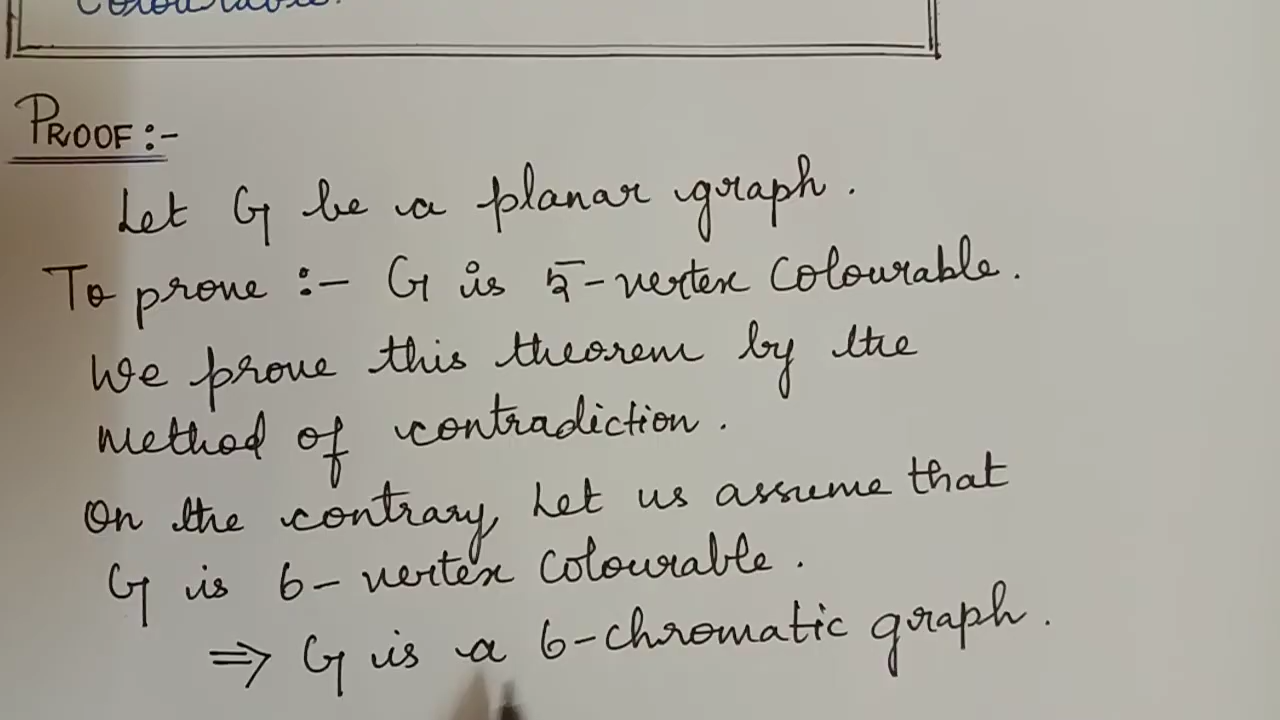 Colourable.
PROOF :-
Let G be a planar graph.
To prove :- G is 5-vertex colourable.
We prove this theorem by the
method of contradiction.
On the contrary, Let us assume that
G is 6-vertex colourable.
⇒ G is a 6-chromatic graph.